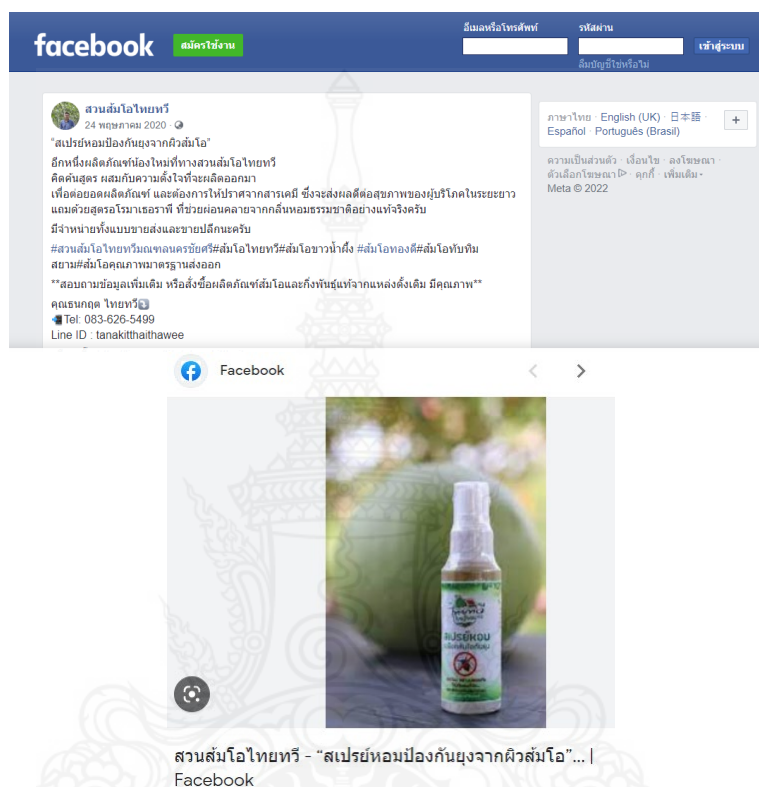 facebook
สมัครใช้งาน
อีเมลหรือโทรศัพท์
รหัสผ่าน
เข้าสู่ระบบ
ลืมบัญชีใช่หรือไม่
สวนส้มโอไทยทวี
24 พฤษภาคม 2020 ·
"สเปรย์หอมป้องกันยุงจากผิวส้มโอ"
อีกหนึ่งผลิตภัณฑ์น้องใหม่ที่ทางสวนส้มโอไทยทวี
คิดค้นสูตร ผสมกับความตั้งใจที่จะผลิตออกมา
เพื่อต่อยอดผลิตภัณฑ์ และต้องการให้ปราศจากสารเคมี ซึ่งจะส่งผลดีต่อสุขภาพของผู้บริโภคในระยะยาว
แถมด้วยสูตรอโรมาเธอราพี ที่ช่วยผ่อนคลายจากกลิ่นหอมธรรมชาติอย่างแท้จริงครับ
มีจำหน่ายทั้งแบบขายส่งและขายปลีกนะครับ
#สวนส้มโอไทยทวีมณฑลนครชัยศรี#ส้มโอไทยทวี#ส้มโอขาวน้ำผึ้ง #ส้มโอทองดี#ส้มโอทับทิม
สยาม#ส้มโอคุณภาพมาตรฐานส่งออก
**สอบถามข้อมูลเพิ่มเติม หรือสั่งซื้อผลิตภัณฑ์ส้มโอและกิ่งพันธุ์แท้จากแหล่งดั้งเดิม มีคุณภาพ**
คุณธนกฤต ไทยทวี
Tel: 083-626-5499
Line ID : tanakitthaithawee
ภาษาไทย · English (UK) · 日本語 ·
Español · Português (Brasil)
ความเป็นส่วนตัว · เงื่อนไข · ลงโฆษณา ·
ตัวเลือกโฆษณา · คุกกี้ · เพิ่มเติม
Meta © 2022
Facebook
สเปรย์หอม
สวนส้มโอไทยทวี - “สเปรย์หอมป้องกันยุงจากผิวส้มโอ”... |
Facebook